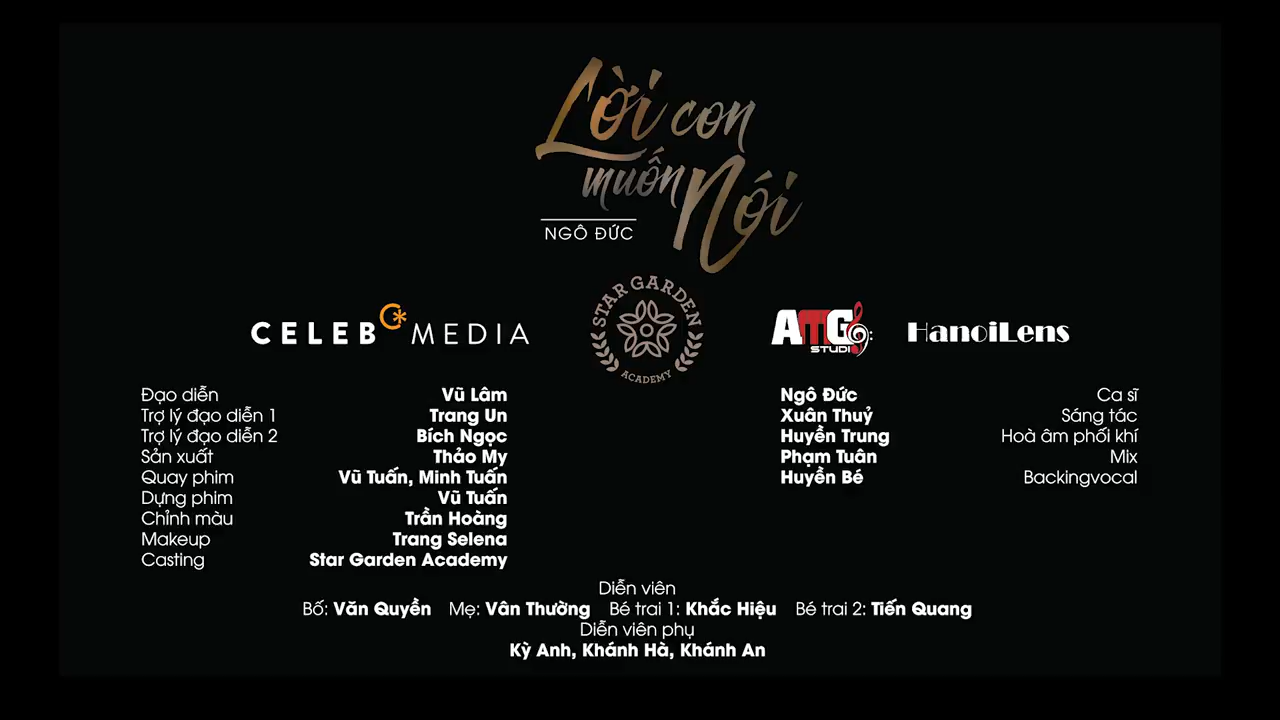 Lời con
muốn Nói
NGÔ ĐỨC
STAR GARDEN
ACADEMY
CELEB MEDIA
AMG
STUDIO
HanoiLens
Đạo diễn Vũ Lâm
Trợ lý đạo diễn 1 Trang Un
Trợ lý đạo diễn 2 Bích Ngọc
Sản xuất Thảo My
Quay phim Vũ Tuấn, Minh Tuấn
Dựng phim Vũ Tuấn
Chỉnh màu Trần Hoàng
Makeup Trang Selena
Casting Star Garden Academy
Ngô Đức Ca sĩ
Xuân Thuỷ Sáng tác
Huyền Trung Hoà âm phối khí
Phạm Tuân Mix
Huyền Bé Backingvocal
Diễn viên
Bố: Văn Quyền Mẹ: Vân Thường Bé trai 1: Khắc Hiệu Bé trai 2: Tiến Quang
Diễn viên phụ
Kỳ Anh, Khánh Hà, Khánh An